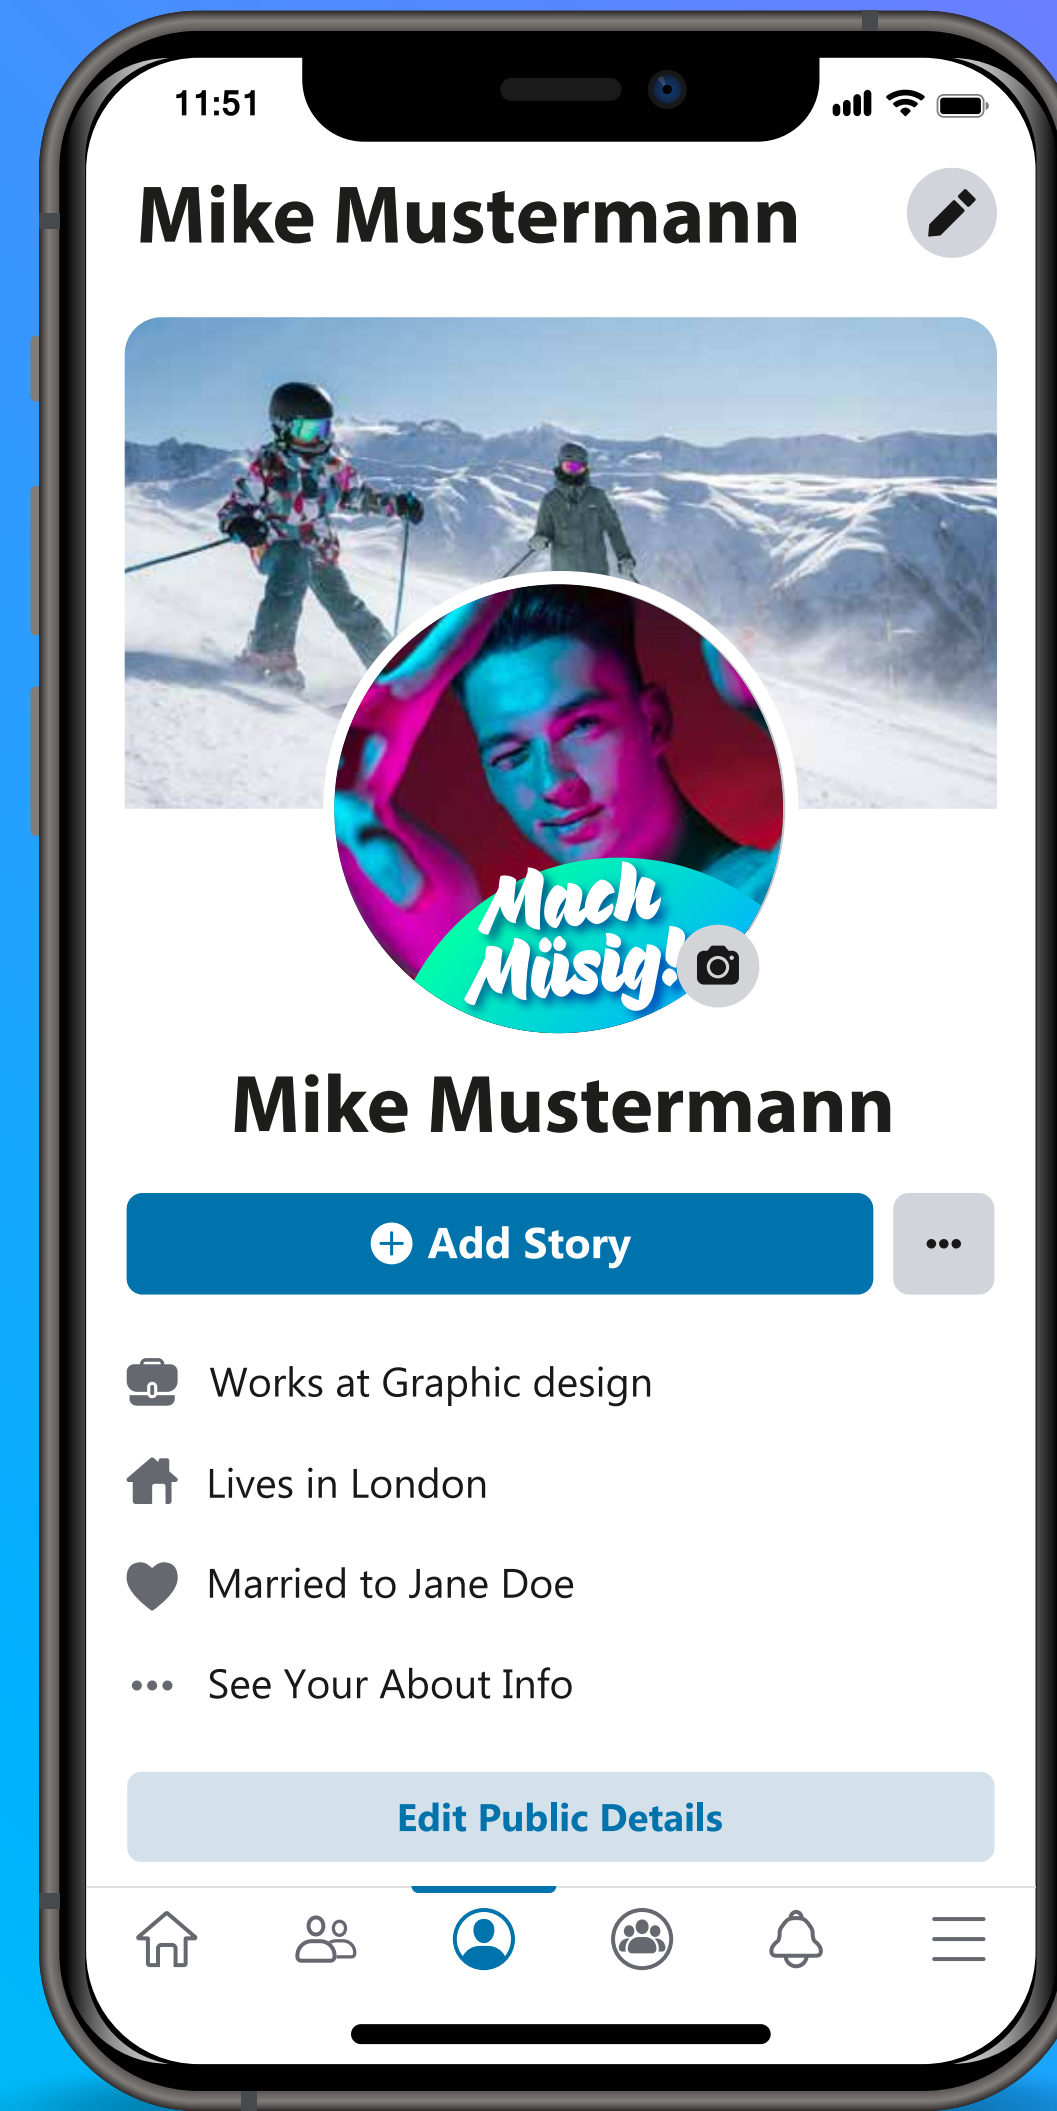 11:51
Mike Mustermann
Mach
Müsig!
Mike Mustermann
Add Story
Works at Graphic design
Lives in London
Married to Jane Doe
See Your About Info
Edit Public Details